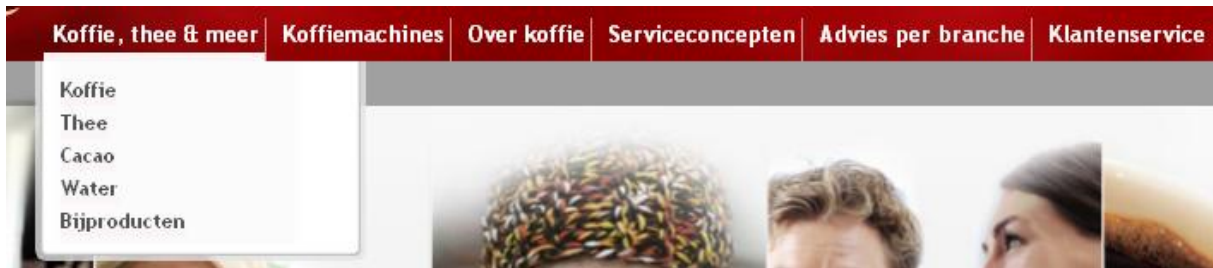 Koffie, thee & meer Koffiemachines Over koffie Serviceconcepten Advies per branche Klantenservice
Koffie
Thee
Cacao
Water
Bijproducten